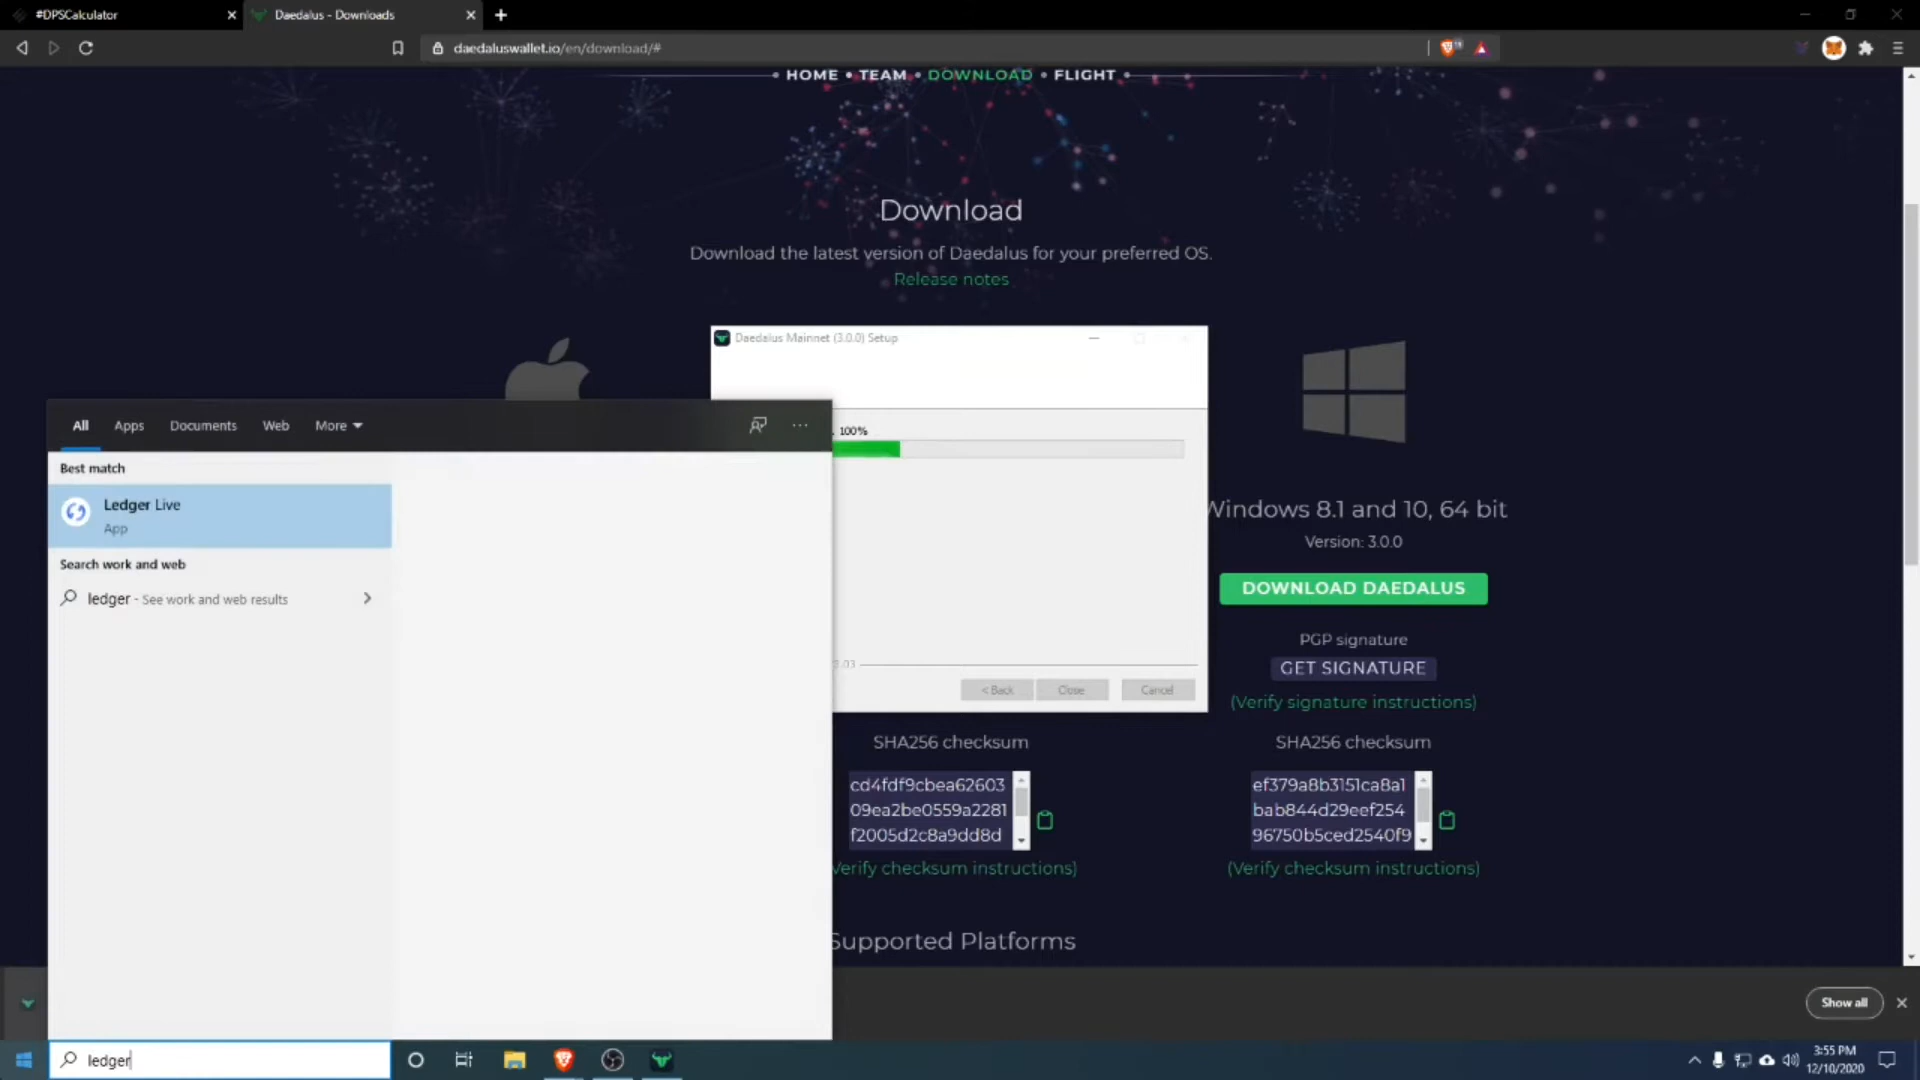 #DPSCalculator
Daedalus - Downloads
daedaluswallet.io/en/download/#
HOME • TEAM • DOWNLOAD • FLIGHT
Download
Download the latest version of Daedalus for your preferred OS.
Release notes
Daedalus Mainnet (3.0.0) Setup
100%
< Back
Close
Cancel
Windows 8.1 and 10, 64 bit
Version: 3.0.0
DOWNLOAD DAEDALUS
PGP signature
GET SIGNATURE
(Verify signature instructions)
SHA256 checksum
cd4fdf9cbea62603
09ea2be0559a2281
f2005d2c8a9dd8d
Verify checksum instructions)
SHA256 checksum
ef379a8b3151ca8a1
bab844d29eef254
96750b5ced2540f9
(Verify checksum instructions)
Supported Platforms
All
Apps
Documents
Web
More
Best match
Ledger Live
App
Search work and web
ledger - See work and web results
Show all
ledger
3:55 PM
12/10/2020